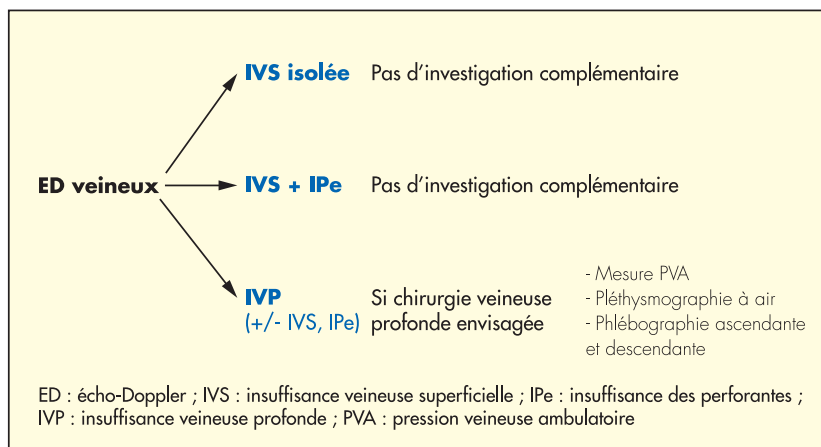 IVS isolée Pas d'investigation complémentaire
ED veineux IVS + IPe Pas d'investigation complémentaire
IVP Si chirurgie veineuse
(+/- IVS, IPe) profonde envisagée
- Mesure PVA
- Pléthysmographie à air
- Phlébographie ascendante
et descendante
ED : écho-Doppler ; IVS : insuffisance veineuse superficielle ; IPe : insuffisance des perforantes ;
IVP : insuffisance veineuse profonde ; PVA : pression veineuse ambulatoire